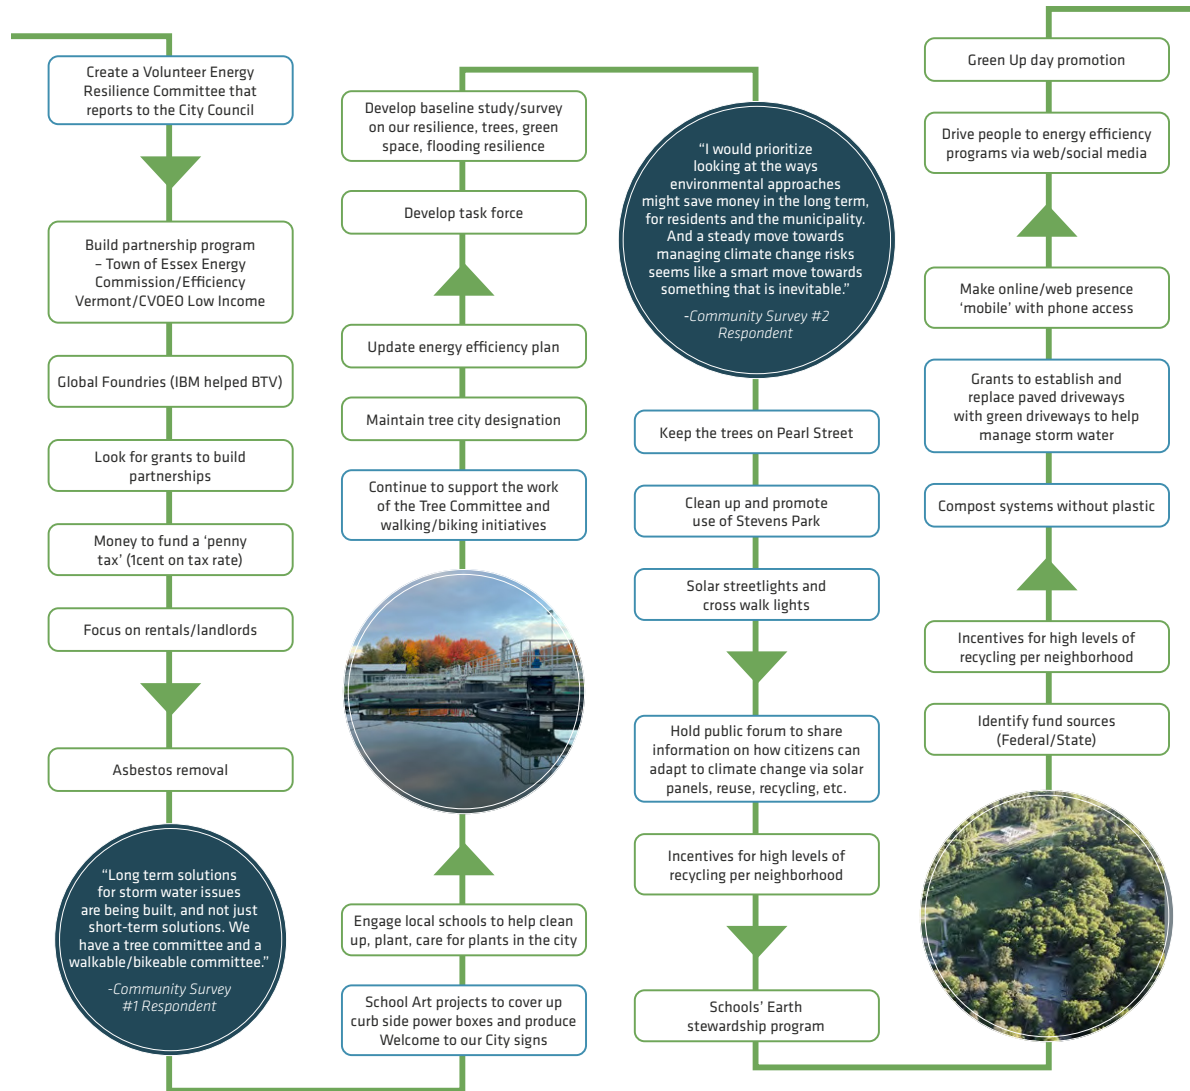 Create a Volunteer Energy
Resilience Committee that
reports to the City Council
Build partnership program
– Town of Essex Energy
Commission/Efficiency
Vermont/CVOEO Low Income
Global Foundries (IBM helped BTV)
Look for grants to build
partnerships
Money to fund a ‘penny
tax’ (1cent on tax rate)
Focus on rentals/landlords
Asbestos removal
“Long term solutions
for storm water issues
are being built, and not just
short-term solutions. We
have a tree committee and a
walkable/bikeable committee.”
-Community Survey
#1 Respondent
School Art projects to cover up
curb side power boxes and produce
Welcome to our City signs
Engage local schools to help clean
up, plant, care for plants in the city
Continue to support the work
of the Tree Committee and
walking/biking initiatives
Maintain tree city designation
Update energy efficiency plan
Develop task force
Develop baseline study/survey
on our resilience, trees, green
space, flooding resilience
“I would prioritize
looking at the ways
environmental approaches
might save money in the long term,
for residents and the municipality.
And a steady move towards
managing climate change risks
seems like a smart move towards
something that is inevitable.”
-Community Survey #2
Respondent
Keep the trees on Pearl Street
Clean up and promote
use of Stevens Park
Solar streetlights and
cross walk lights
Hold public forum to share
information on how citizens can
adapt to climate change via solar
panels, reuse, recycling, etc.
Incentives for high levels of
recycling per neighborhood
Schools’ Earth
stewardship program
Identify fund sources
(Federal/State)
Incentives for high levels of
recycling per neighborhood
Compost systems without plastic
Grants to establish and
replace paved driveways
with green driveways to help
manage storm water
Make online/web presence
‘mobile’ with phone access
Drive people to energy efficiency
programs via web/social media
Green Up day promotion